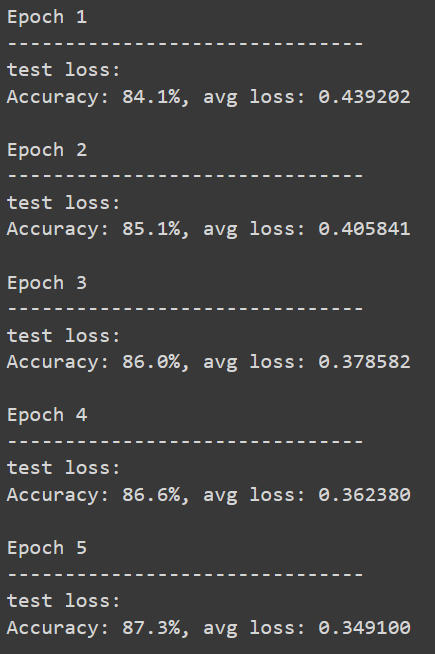 Epoch 1
-------------------------------
test loss:
Accuracy: 84.1%, avg loss: 0.439202
Epoch 2
-------------------------------
test loss:
Accuracy: 85.1%, avg loss: 0.405841
Epoch 3
-------------------------------
test loss:
Accuracy: 86.0%, avg loss: 0.378582
Epoch 4
-------------------------------
test loss:
Accuracy: 86.6%, avg loss: 0.362380
Epoch 5
-------------------------------
test loss:
Accuracy: 87.3%, avg loss: 0.349100